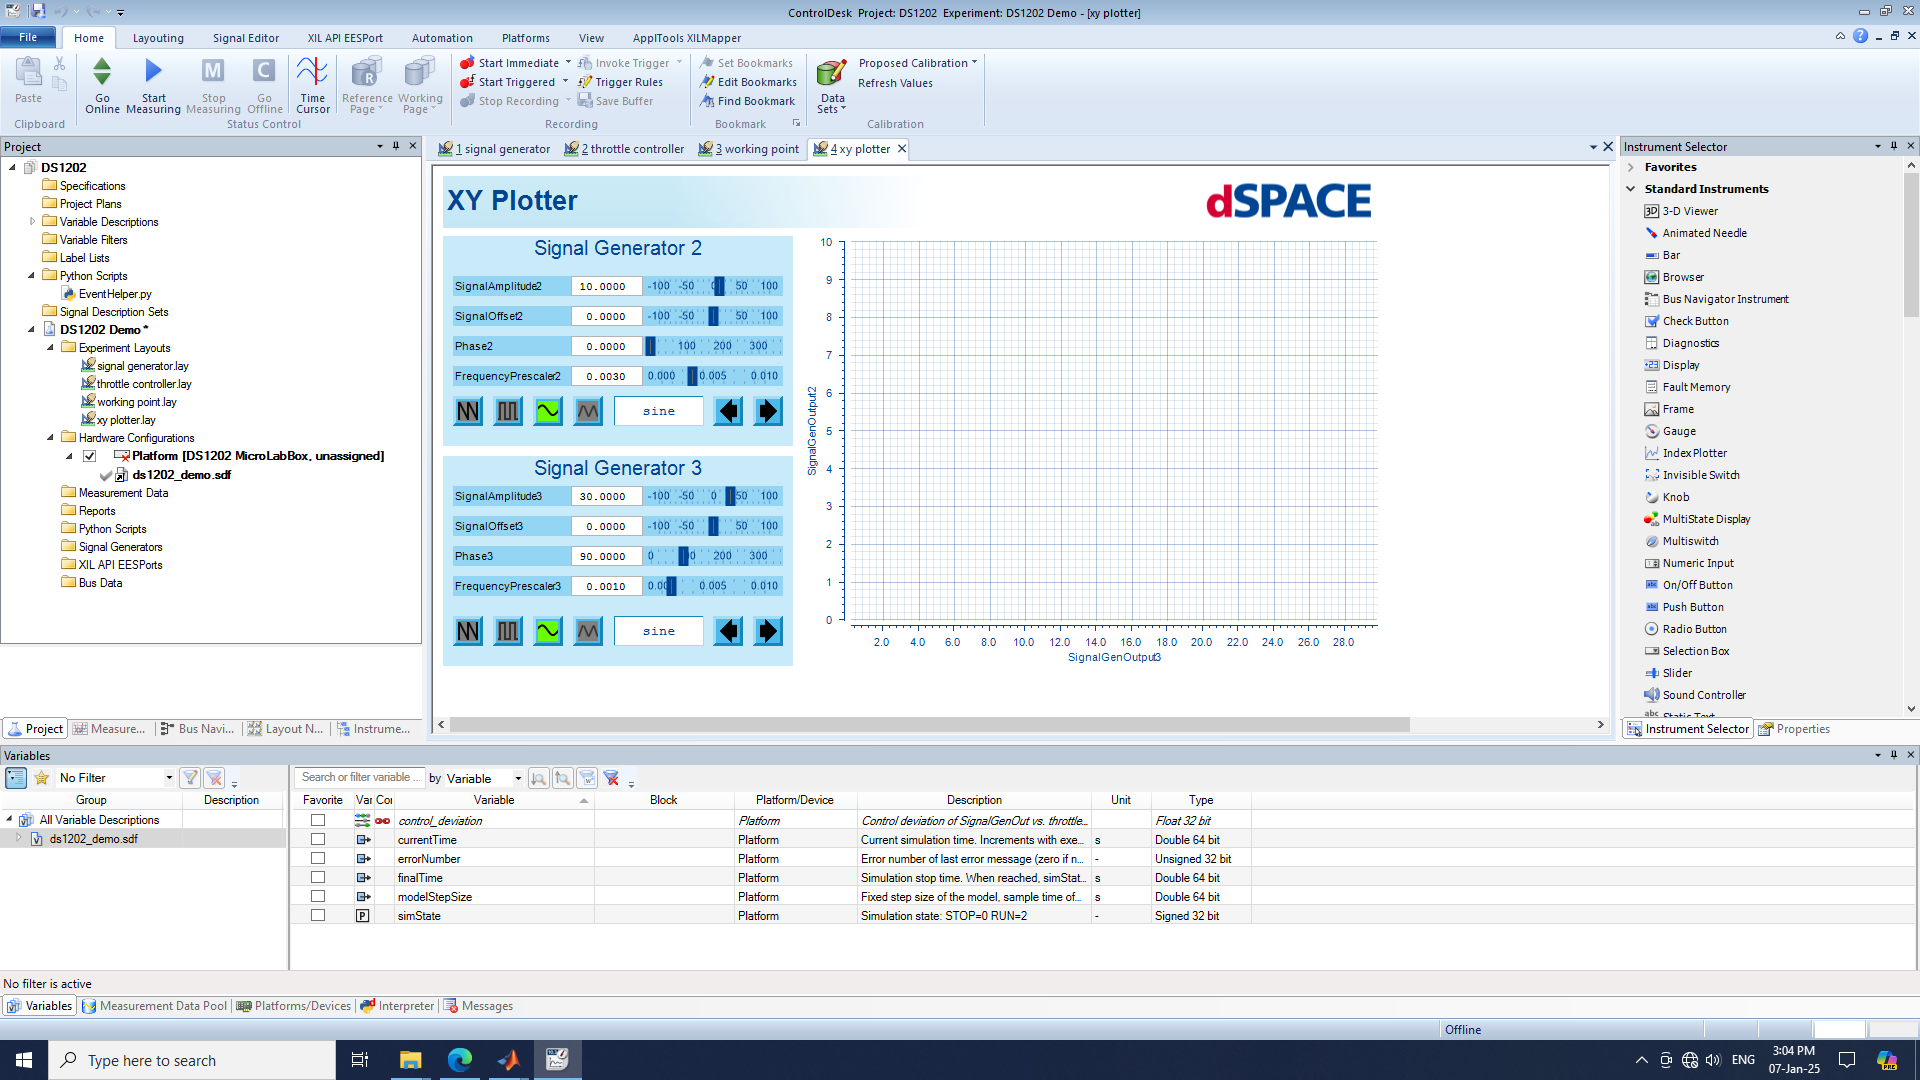 ControlDesk Project: DS1202 Experiment: DS1202 Demo - [xy plotter]
File Home Layouting Signal Editor XIL API EESPort Automation Platforms View ApplTools XILMapper
Paste
Clipboard
Go Online
Start Measuring
Stop Measuring
Go Offline
Time Cursor
Reference Page
Working Page
Status Control
Start Immediate
Start Triggered
Stop Recording
Invoke Trigger
Trigger Rules
Save Buffer
Recording
Set Bookmarks
Edit Bookmarks
Find Bookmark
Bookmark
Data Sets
Proposed Calibration
Refresh Values
Calibration
Project
DS1202
Specifications
Project Plans
Variable Descriptions
Variable Filters
Label Lists
Python Scripts
EventHelper.py
Signal Description Sets
DS1202 Demo *
Experiment Layouts
signal generator.lay
throttle controller.lay
working point.lay
xy plotter.lay
Hardware Configurations
Platform [DS1202 MicroLabBox, unassigned]
ds1202_demo.sdf
Measurement Data
Reports
Python Scripts
Signal Generators
XIL API EESPorts
Bus Data
Project Measure... Bus Navi... Layout N... Instrume...
1 signal generator 2 throttle controller 3 working point 4 xy plotter
XY Plotter
dSPACE
Signal Generator 2
SignalAmplitude2 10.0000 -100 -50 50 100
SignalOffset2 0.0000 -100 -50 50 100
Phase2 0.0000 100 200 300
FrequencyPrescaler2 0.0030 0.000 0.005 0.010
sine
Signal Generator 3
SignalAmplitude3 30.0000 -100 -50 0 50 100
SignalOffset3 0.0000 -100 -50 50 100
Phase3 90.0000 0 200 300
FrequencyPrescaler3 0.0010 0.005 0.010
sine
10
9
8
7
6
5
4
3
2
1
0
SignalGenOutput2
2.0 4.0 6.0 8.0 10.0 12.0 14.0 16.0 18.0 20.0 22.0 24.0 26.0 28.0
SignalGenOutput3
Instrument Selector
Favorites
Standard Instruments
3-D Viewer
Animated Needle
Bar
Browser
Bus Navigator Instrument
Check Button
Diagnostics
Display
Fault Memory
Frame
Gauge
Index Plotter
Invisible Switch
Knob
MultiState Display
Multiswitch
Numeric Input
On/Off Button
Push Button
Radio Button
Selection Box
Slider
Sound Controller
Instrument Selector Properties
Variables
No Filter
Group Description
All Variable Descriptions
ds1202_demo.sdf
Search or filter variable ... by Variable
Favorite Var Cor Variable Block Platform/Device Description Unit Type
control_deviation Platform Control deviation of SignalGenOut vs. throttle... Float 32 bit
currentTime Platform Current simulation time. Increments with exe... s Double 64 bit
errorNumber Platform Error number of last error message (zero if n... - Unsigned 32 bit
finalTime Platform Simulation stop time. When reached, simStat... s Double 64 bit
modelStepSize Platform Fixed step size of the model, sample time of... s Double 64 bit
simState Platform Simulation state: STOP=0 RUN=2 - Signed 32 bit
No filter is active
Variables Measurement Data Pool Platforms/Devices Interpreter Messages
Offline
Type here to search
ENG
3:04 PM
07-Jan-25